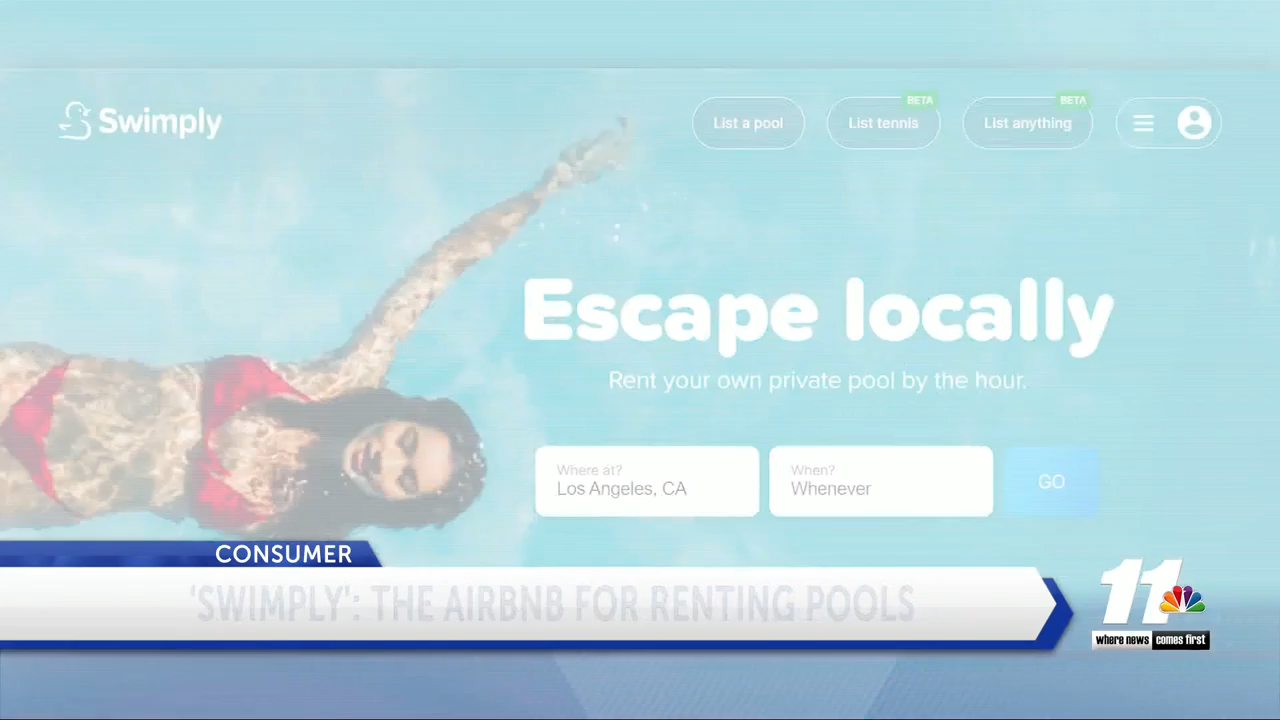 Swimply
List a pool
BETA
List tennis
BETA
List anything
Escape locally
Rent your own private pool by the hour.
Where at?
Los Angeles, CA
When?
Whenever
GO
CONSUMER
'SWIMPLY': THE AIRBNB FOR RENTING POOLS
11
where news comes first